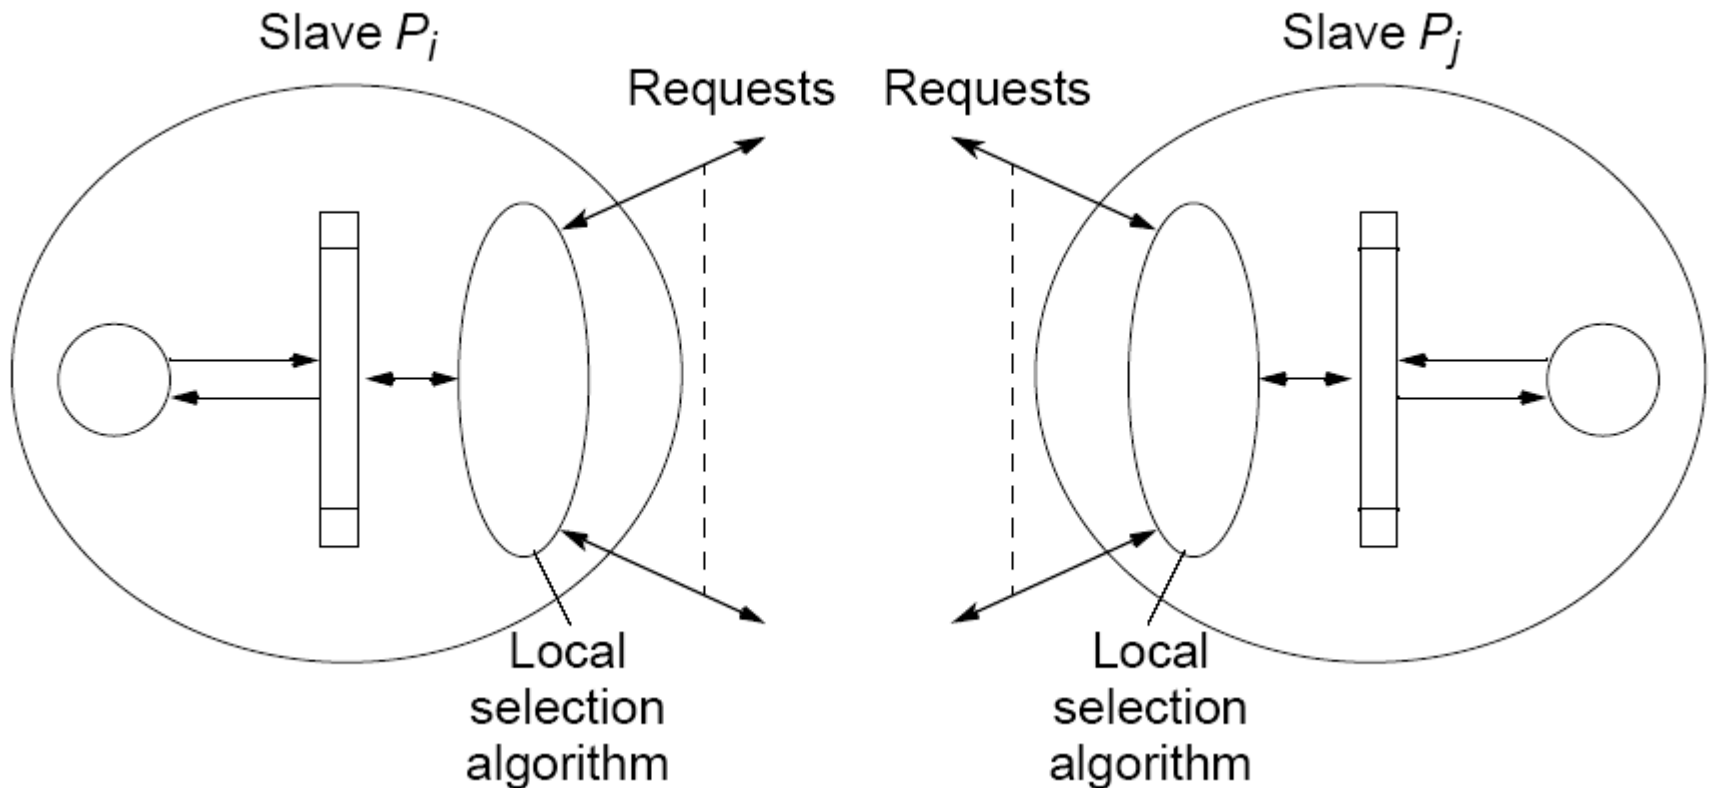 Slave Pi
Slave Pj
Requests
Requests
Local
selection
algorithm
Local
selection
algorithm